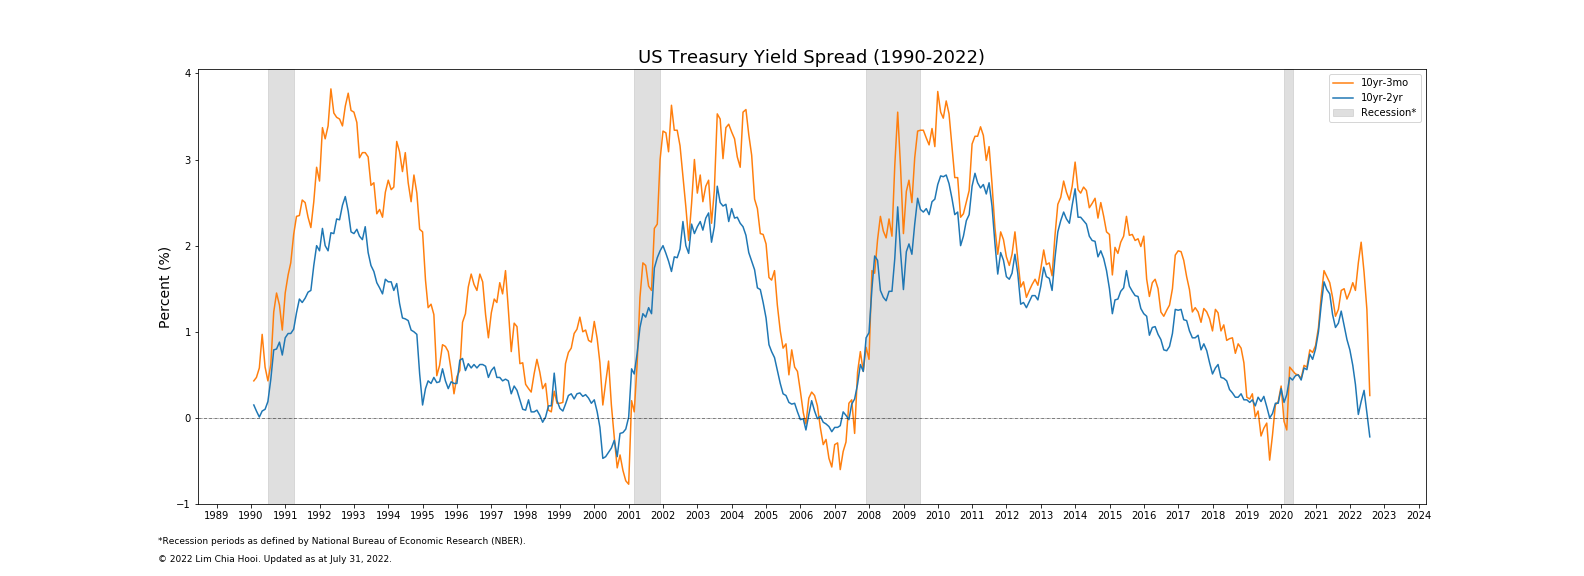 US Treasury Yield Spread (1990-2022)
Percent (%)
4
3
2
1
0
−1
10yr-3mo
10yr-2yr
Recession*
1989 1990 1991 1992 1993 1994 1995 1996 1997 1998 1999 2000 2001 2002 2003 2004 2005 2006 2007 2008 2009 2010 2011 2012 2013 2014 2015 2016 2017 2018 2019 2020 2021 2022 2023 2024
*Recession periods as defined by National Bureau of Economic Research (NBER).
© 2022 Lim Chia Hooi. Updated as at July 31, 2022.